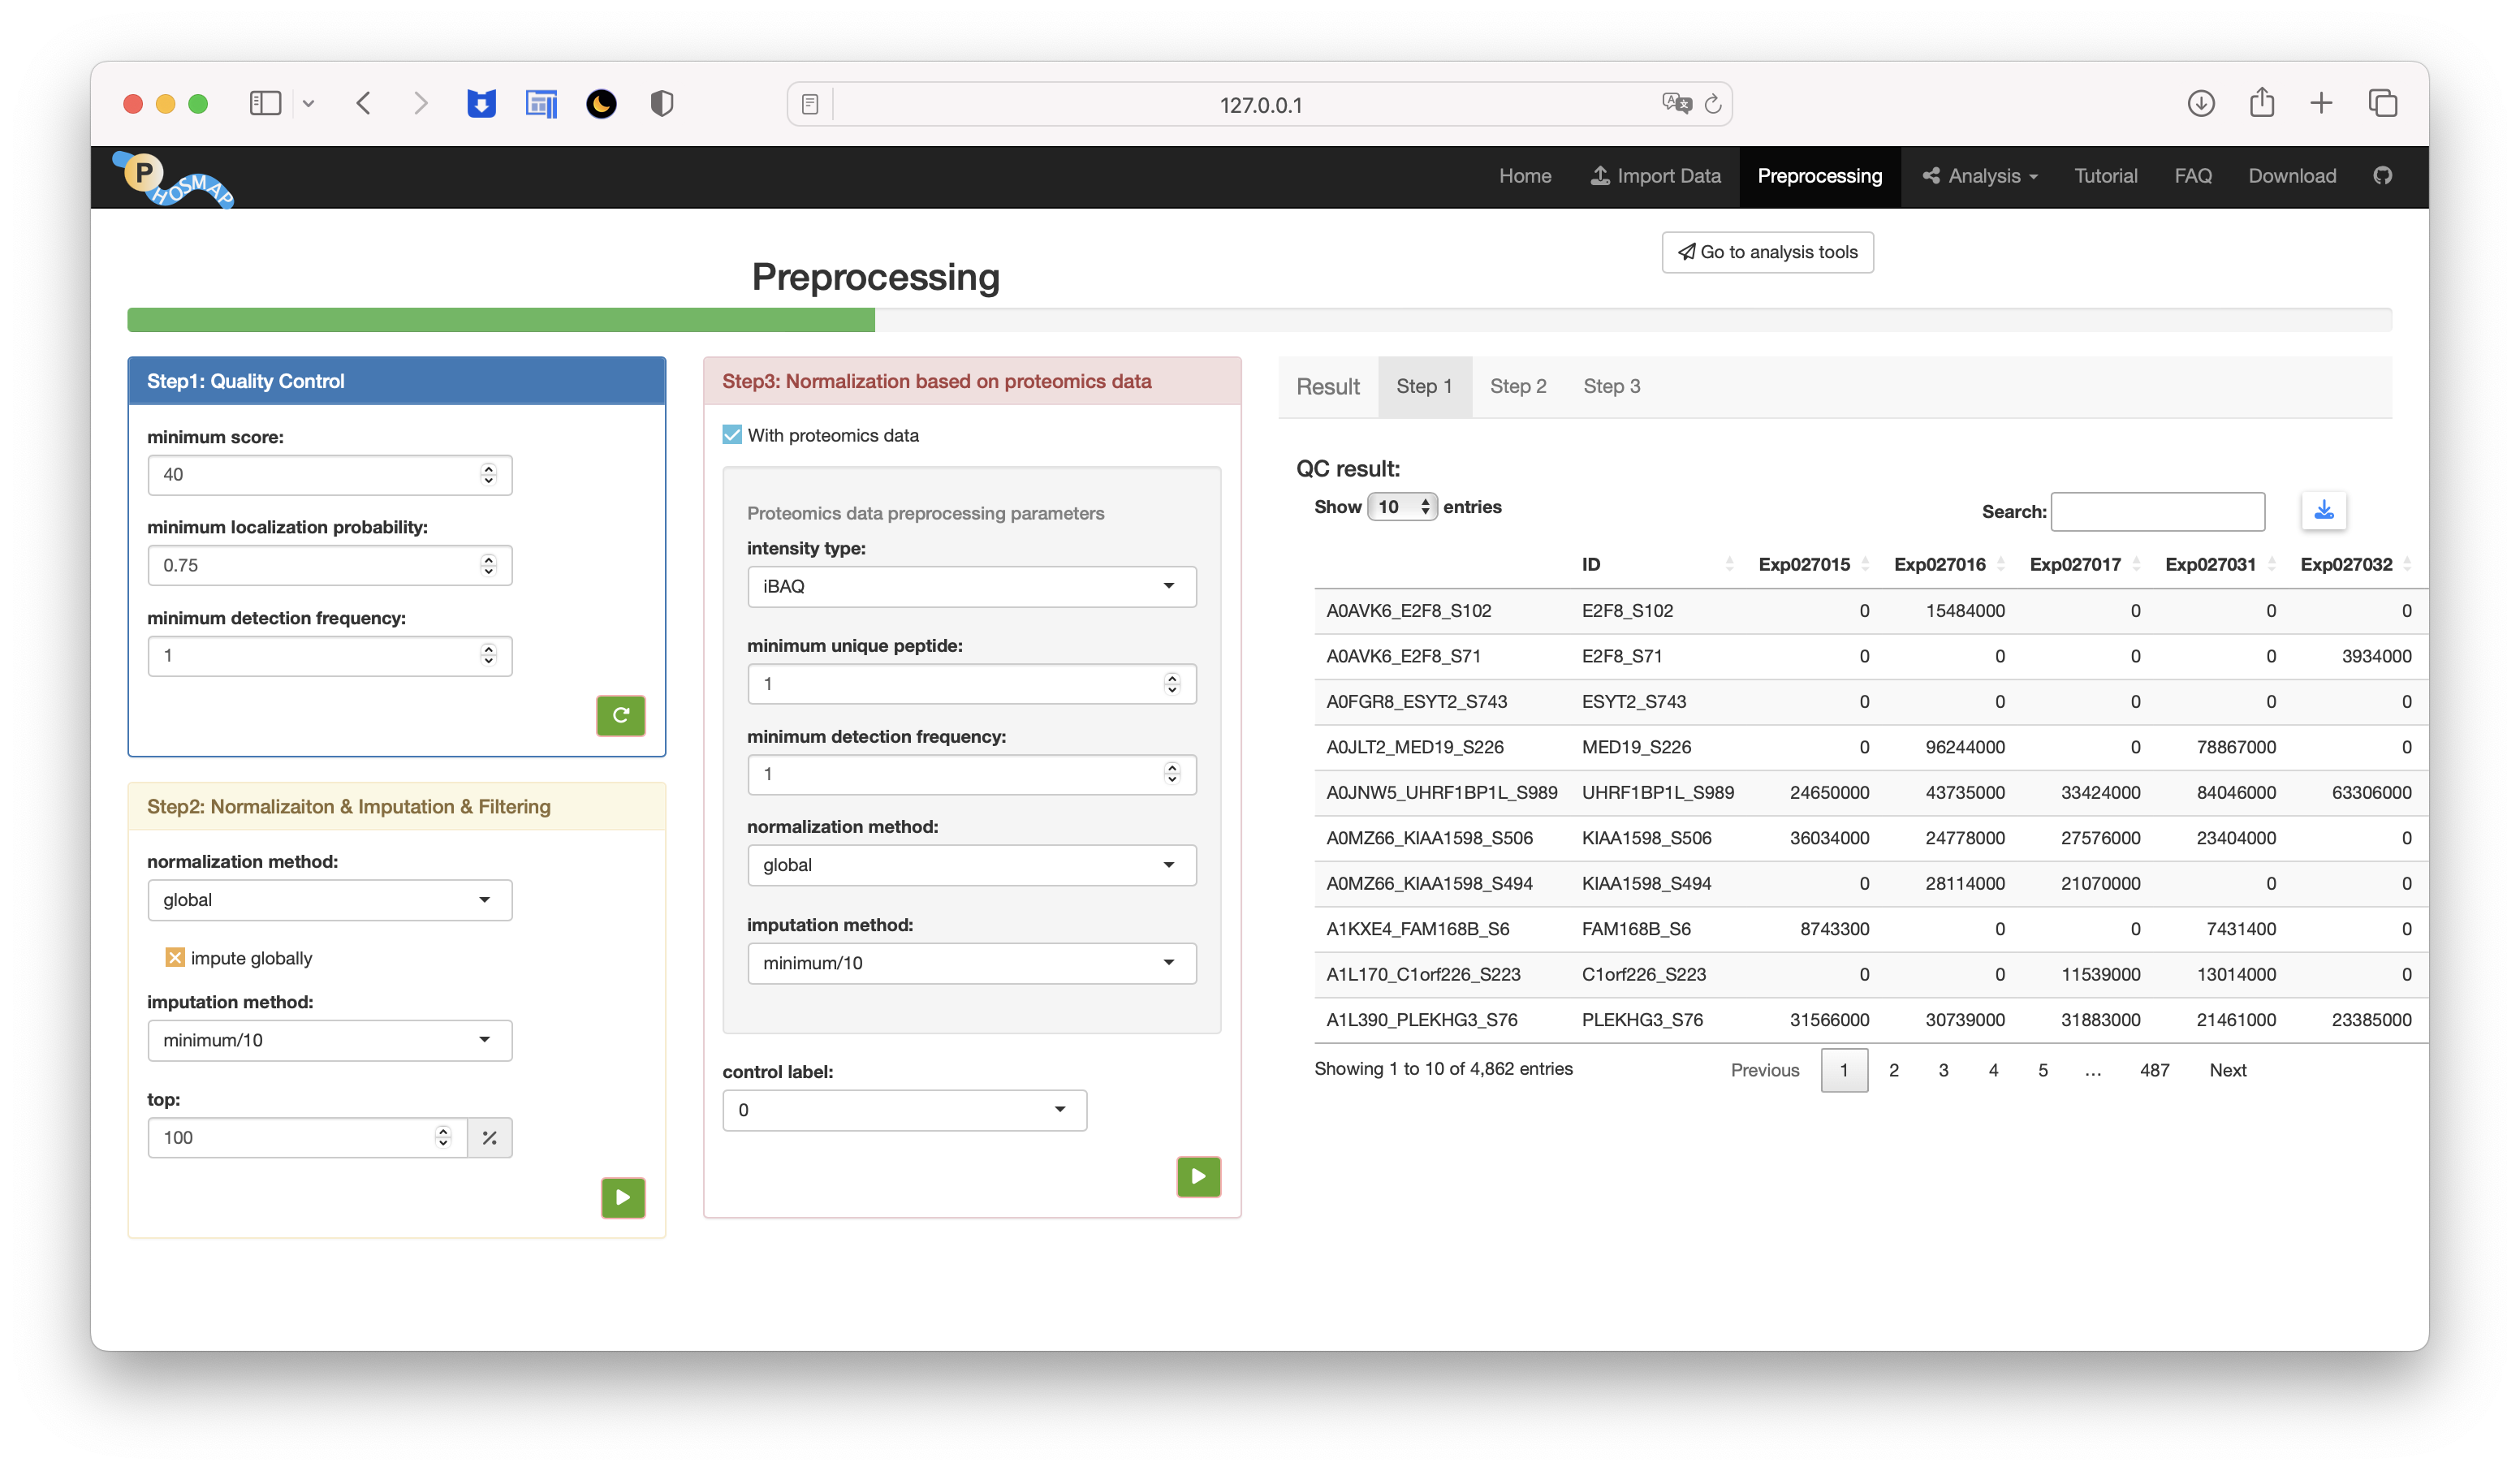 127.0.0.1
PHOSMAP
Home Import Data Preprocessing Analysis Tutorial FAQ Download
Go to analysis tools
Preprocessing
Step1: Quality Control
minimum score:
40
minimum localization probability:
0.75
minimum detection frequency:
1
Step2: Normalizaiton & Imputation & Filtering
normalization method:
global
impute globally
imputation method:
minimum/10
top:
100 %
Step3: Normalization based on proteomics data
With proteomics data
Proteomics data preprocessing parameters
intensity type:
iBAQ
minimum unique peptide:
1
minimum detection frequency:
1
normalization method:
global
imputation method:
minimum/10
control label:
0
Result Step 1 Step 2 Step 3
QC result:
Show 10 entries Search:
ID Exp027015 Exp027016 Exp027017 Exp027031 Exp027032
A0AVK6_E2F8_S102 E2F8_S102 0 15484000 0 0 0
A0AVK6_E2F8_S71 E2F8_S71 0 0 0 0 3934000
A0FGR8_ESYT2_S743 ESYT2_S743 0 0 0 0 0
A0JLT2_MED19_S226 MED19_S226 0 96244000 0 78867000 0
A0JNW5_UHRF1BP1L_S989 UHRF1BP1L_S989 24650000 43735000 33424000 84046000 63306000
A0MZ66_KIAA1598_S506 KIAA1598_S506 36034000 24778000 27576000 23404000 0
A0MZ66_KIAA1598_S494 KIAA1598_S494 0 28114000 21070000 0 0
A1KXE4_FAM168B_S6 FAM168B_S6 8743300 0 0 7431400 0
A1L170_C1orf226_S223 C1orf226_S223 0 0 11539000 13014000 0
A1L390_PLEKHG3_S76 PLEKHG3_S76 31566000 30739000 31883000 21461000 23385000
Showing 1 to 10 of 4,862 entries Previous 1 2 3 4 5 … 487 Next